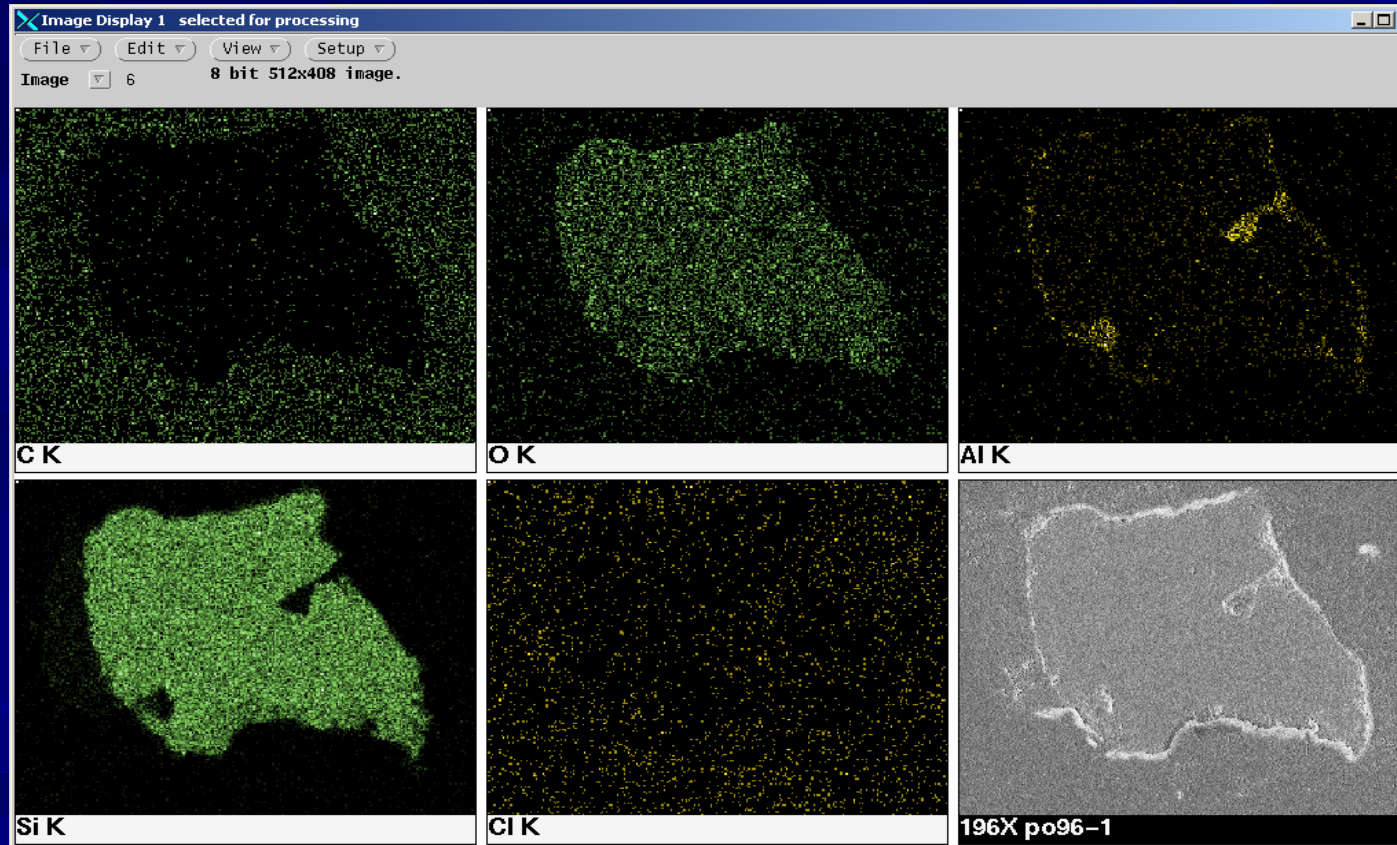 Image Display 1 selected for processing
File Edit View Setup
Image 6 8 bit 512x408 image.
C K O K Al K
Si K Cl K 196X po96-1